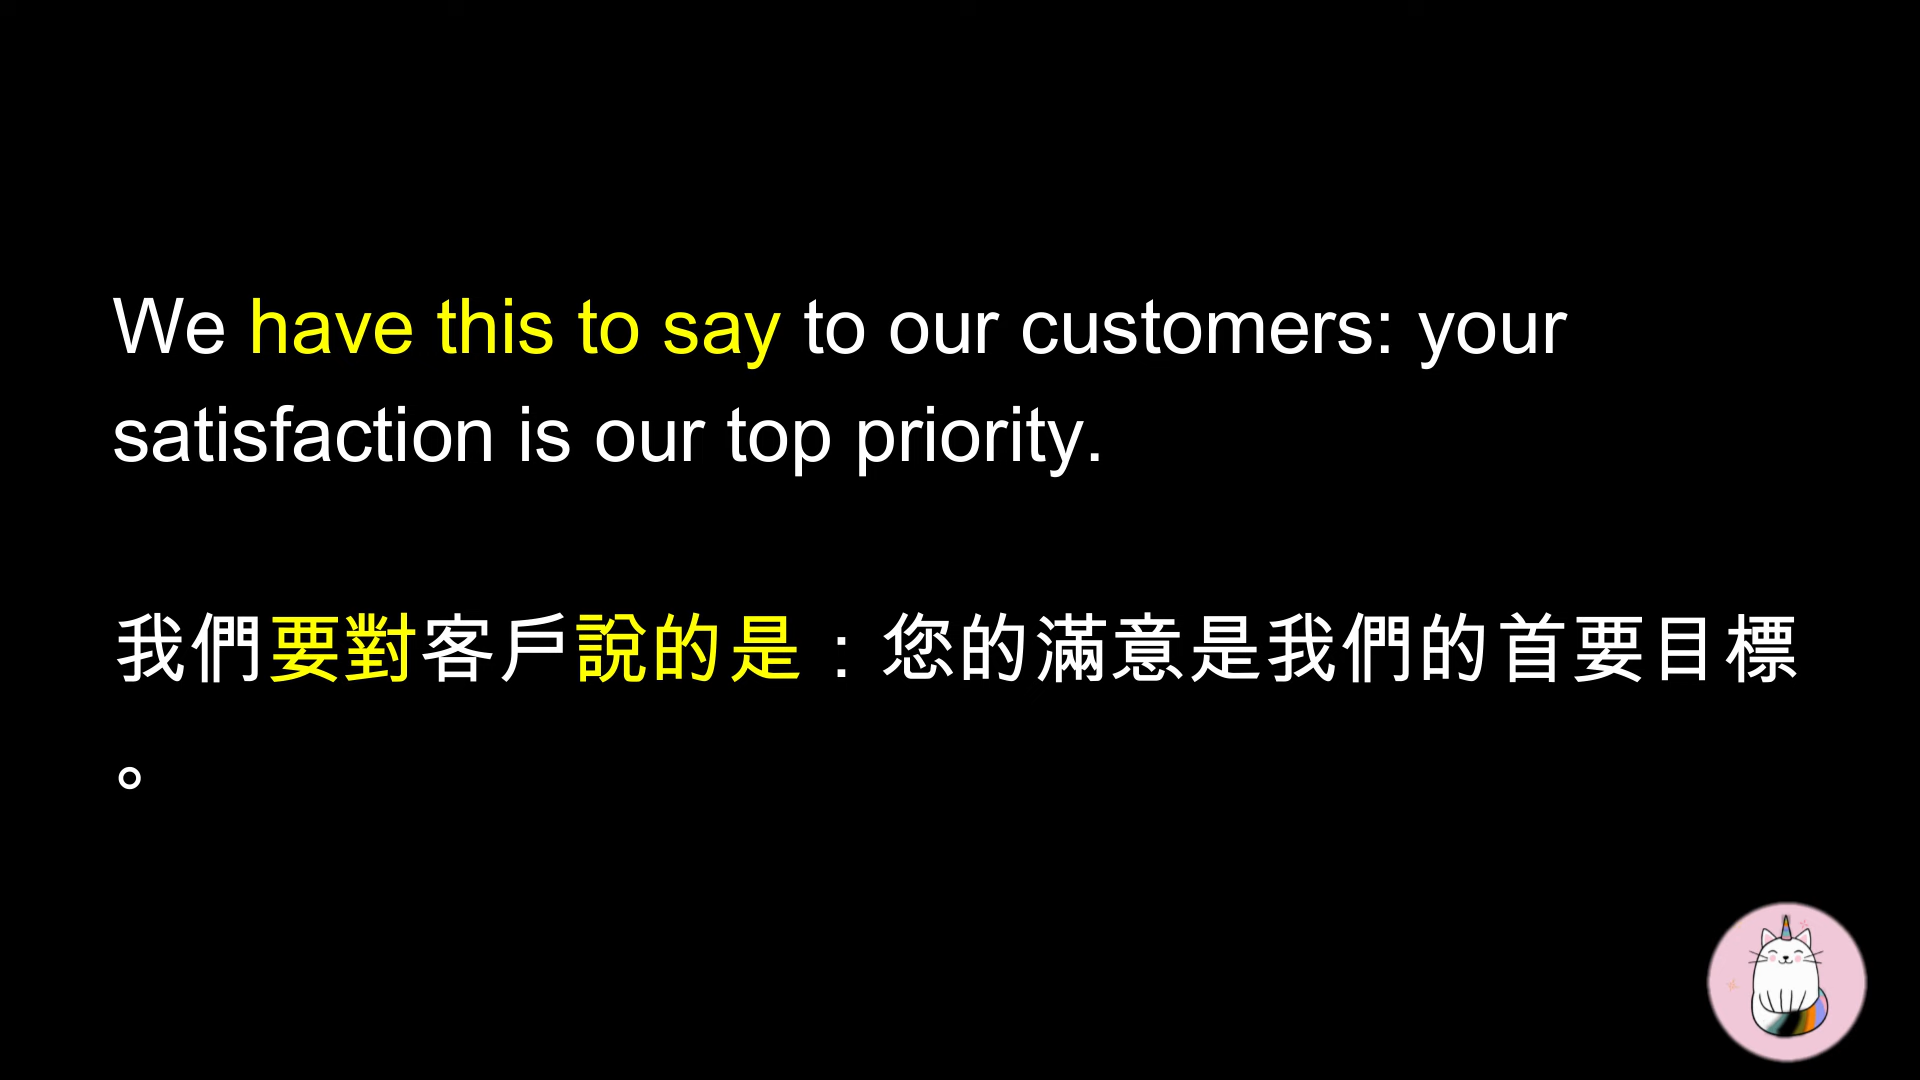 We have this to say to our customers: your
satisfaction is our top priority.
我們要對客戶說的是：您的滿意是我們的首要目標
。